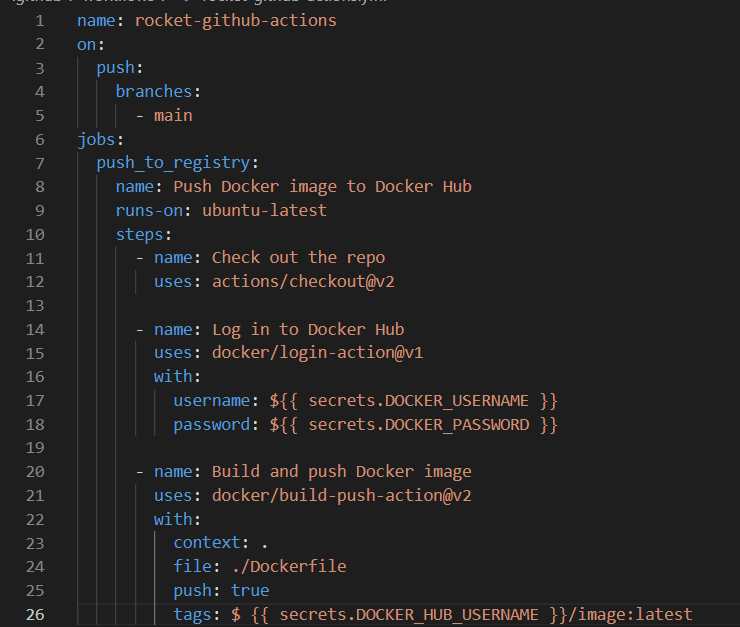 1 name: rocket-github-actions
2 on:
3   push:
4     branches:
5       - main
6 jobs:
7   push_to_registry:
8     name: Push Docker image to Docker Hub
9     runs-on: ubuntu-latest
10     steps:
11       - name: Check out the repo
12         uses: actions/checkout@v2
13
14       - name: Log in to Docker Hub
15         uses: docker/login-action@v1
16         with:
17           username: ${{ secrets.DOCKER_USERNAME }}
18           password: ${{ secrets.DOCKER_PASSWORD }}
19
20       - name: Build and push Docker image
21         uses: docker/build-push-action@v2
22         with:
23           context: .
24           file: ./Dockerfile
25           push: true
26           tags: $ {{ secrets.DOCKER_HUB_USERNAME }}/image:latest